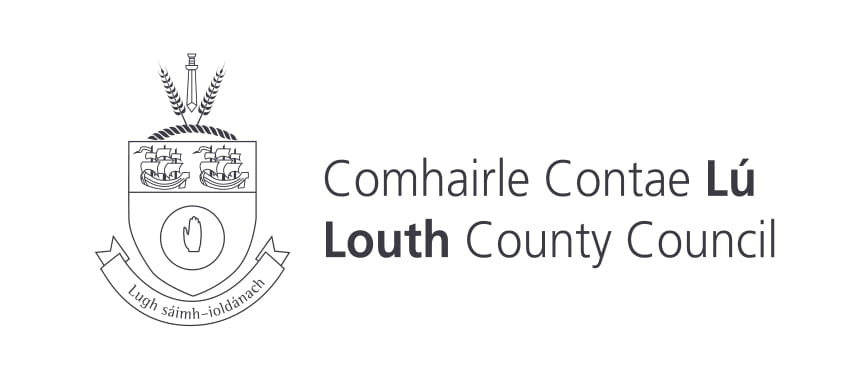 Comhairle Contae Lú
Louth County Council
Lugh sáimh-ioldánach